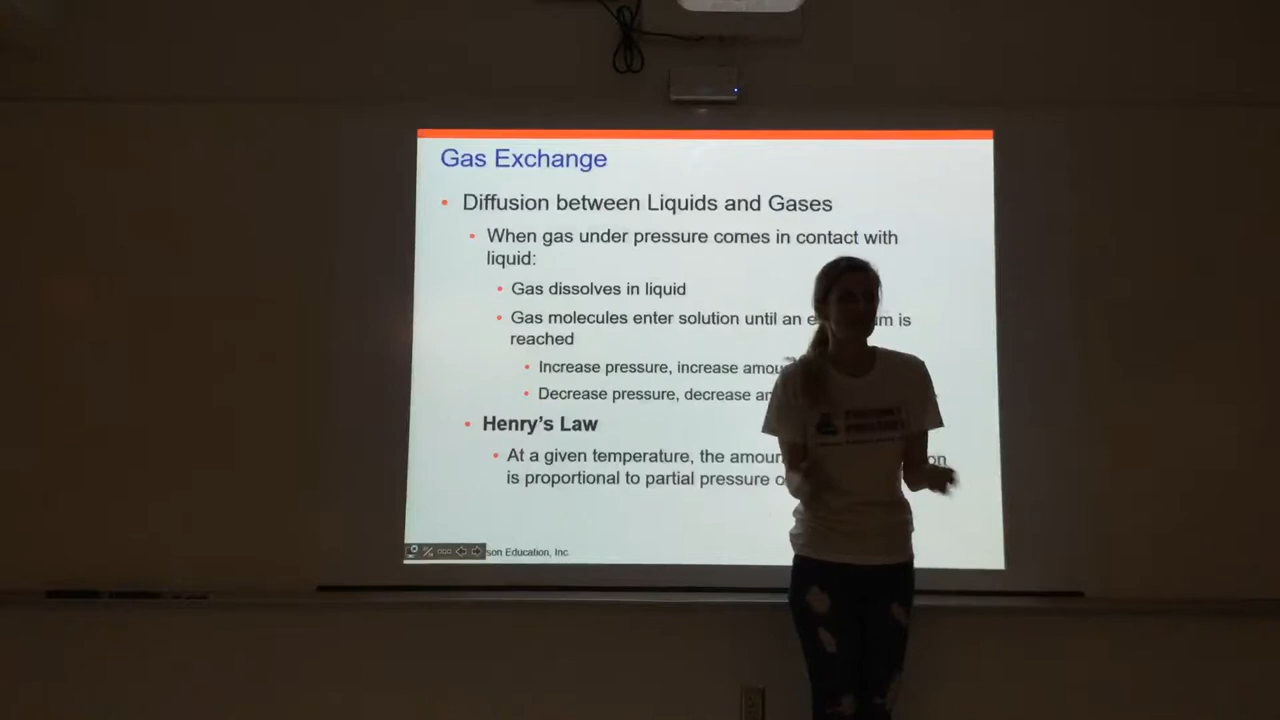 Gas Exchange
• Diffusion between Liquids and Gases
• When gas under pressure comes in contact with
liquid:
• Gas dissolves in liquid
• Gas molecules enter solution until an is
reached
• Increase pressure, increase
• Decrease pressure, decrease
• Henry's Law
• At a given temperature, the
is proportional to partial pressure
son Education, Inc.